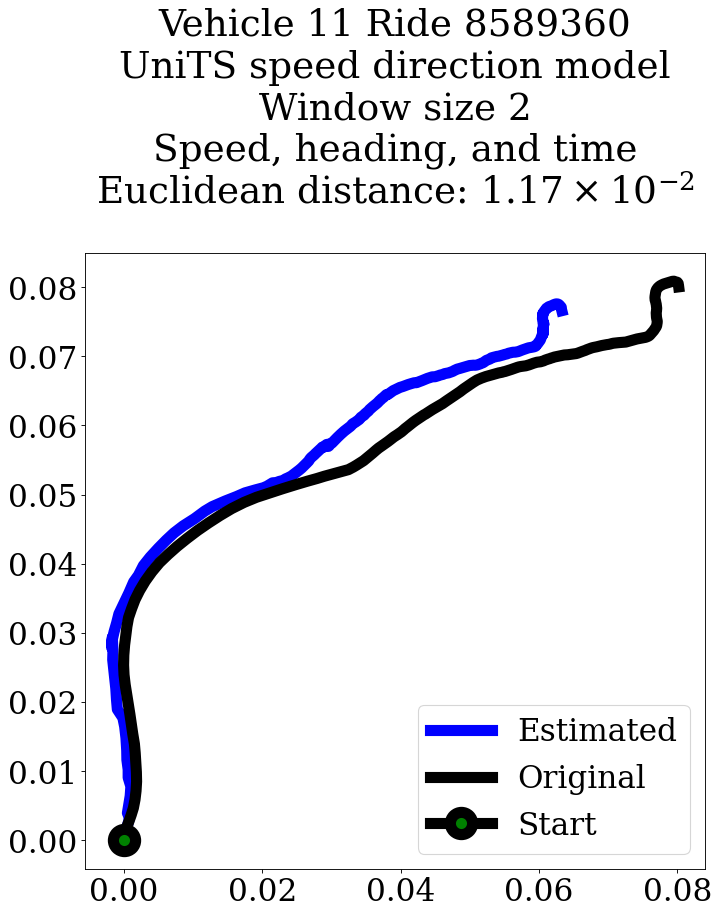 Vehicle 11 Ride 8589360
UniTS speed direction model
Window size 2
Speed, heading, and time
Euclidean distance: 1.17 × 10⁻²
0.08
0.07
0.06
0.05
0.04
0.03
0.02
0.01
0.00
Estimated
Original
Start
0.00 0.02 0.04 0.06 0.08